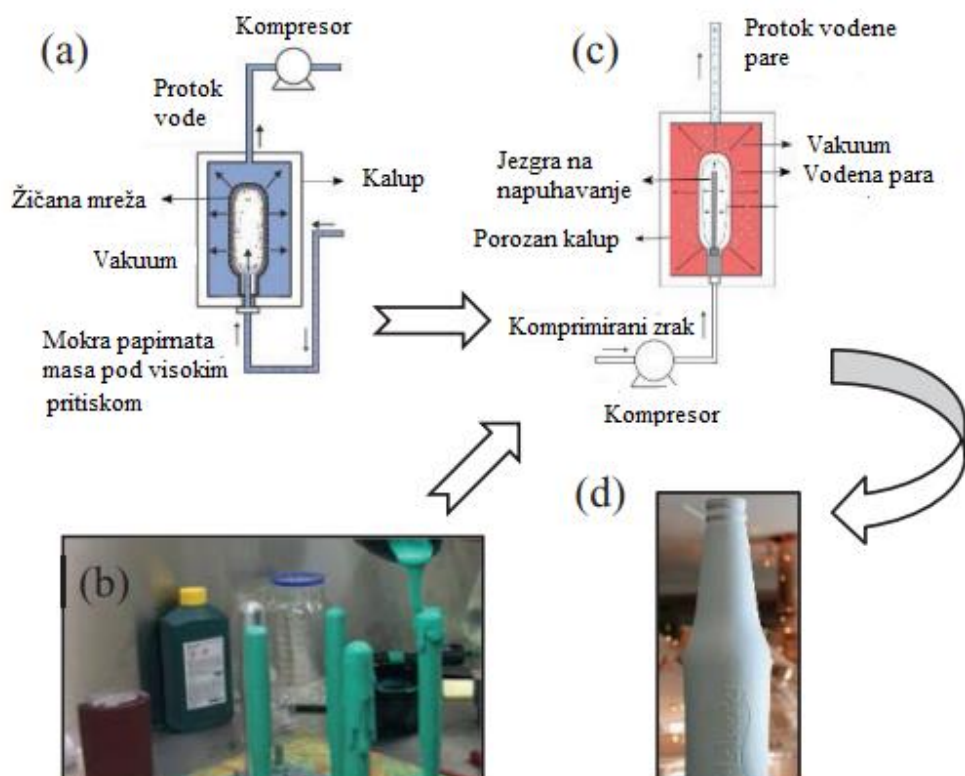 (a)
Kompresor
Protok
vode
Žičana mreža
Kalup
Vakuum
Mokra papirnata
masa pod visokim
pritiskom
(c)
Protok vodene
pare
Jezgra na
napuhavanje
Vakuum
Vodena para
Porozan kalup
Komprimirani zrak
Kompresor
(b)
(d)